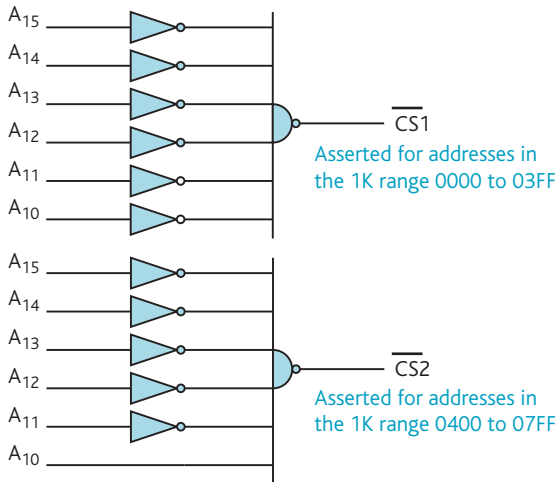 A15
A14
A13
A12
A11
A10
CS1
Asserted for addresses in
the 1K range 0000 to 03FF
A15
A14
A13
A12
A11
A10
CS2
Asserted for addresses in
the 1K range 0400 to 07FF